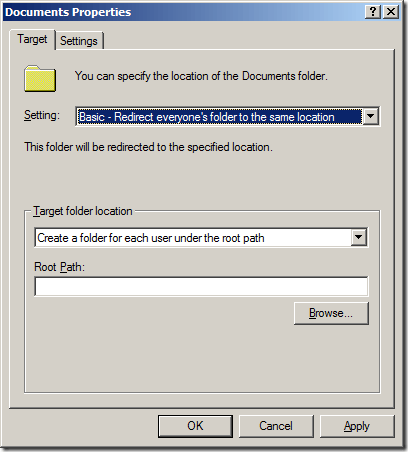 Documents Properties
Target
Settings
You can specify the location of the Documents folder.
Setting:
Basic - Redirect everyone's folder to the same location
This folder will be redirected to the specified location.
Target folder location
Create a folder for each user under the root path
Root Path:
Browse...
OK
Cancel
Apply